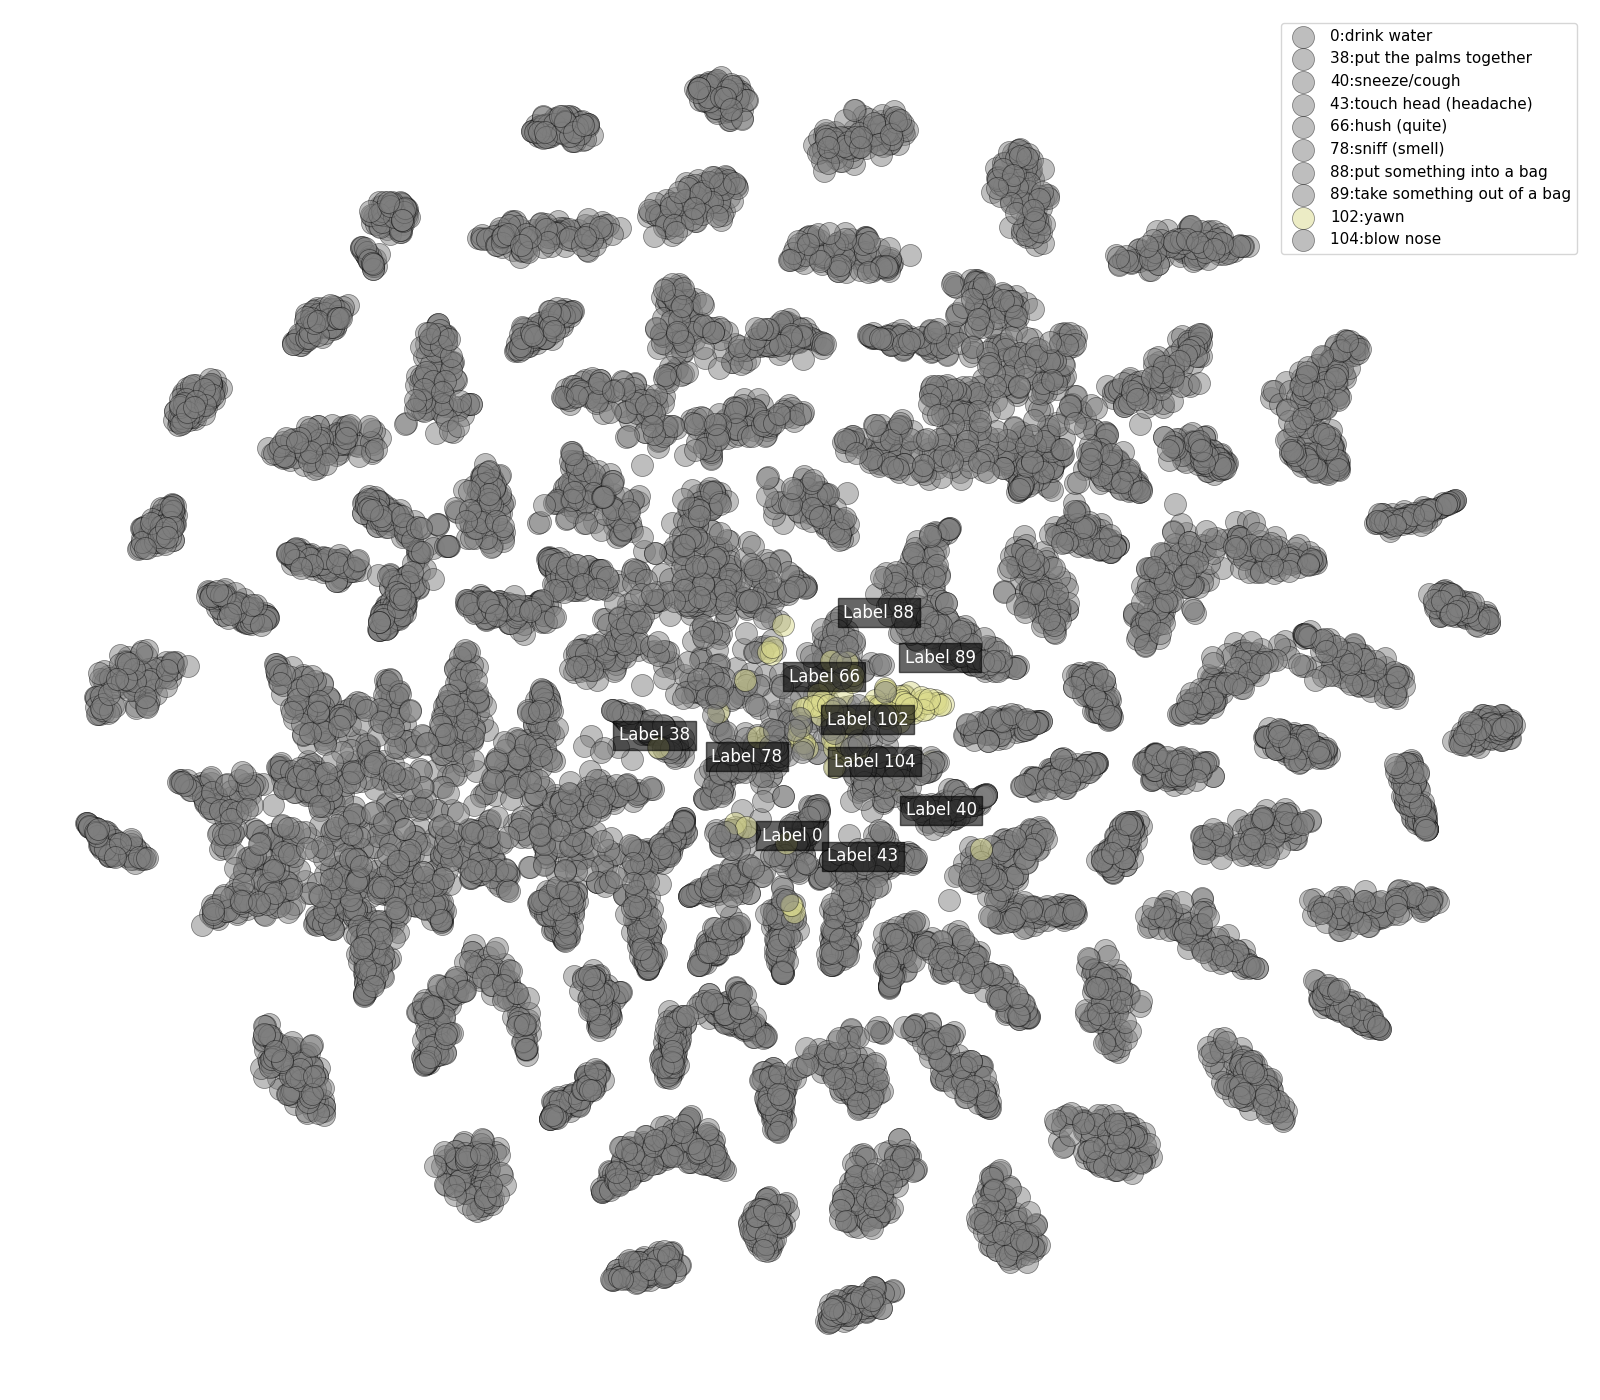 0:drink water
38:put the palms together
40:sneeze/cough
43:touch head (headache)
66:hush (quite)
78:sniff (smell)
88:put something into a bag
89:take something out of a bag
102:yawn
104:blow nose
Label 88
Label 89
Label 66
Label 102
Label 38
Label 78
Label 104
Label 40
Label 0
Label 43